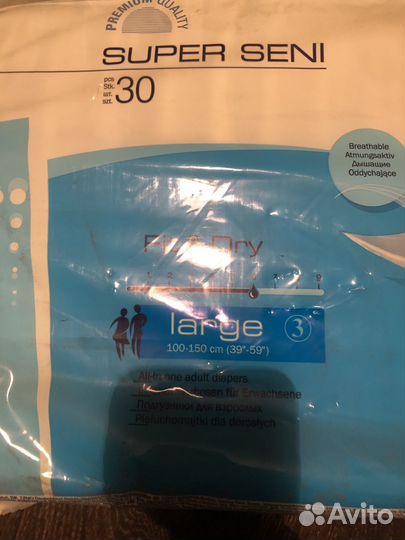 PREMIUM QUALITY
SUPER SENI
pcs
Stk.
шт.
szt.
30
Breathable
Atmungsaktiv
Дышащие
Oddychające
Fit & Dry
large 3
100-150 cm (39"-59")
All-in one adult diapers
für Erwachsene
Подгузники для взрослых
Pieluchomajtki dla dorosłych
Avito